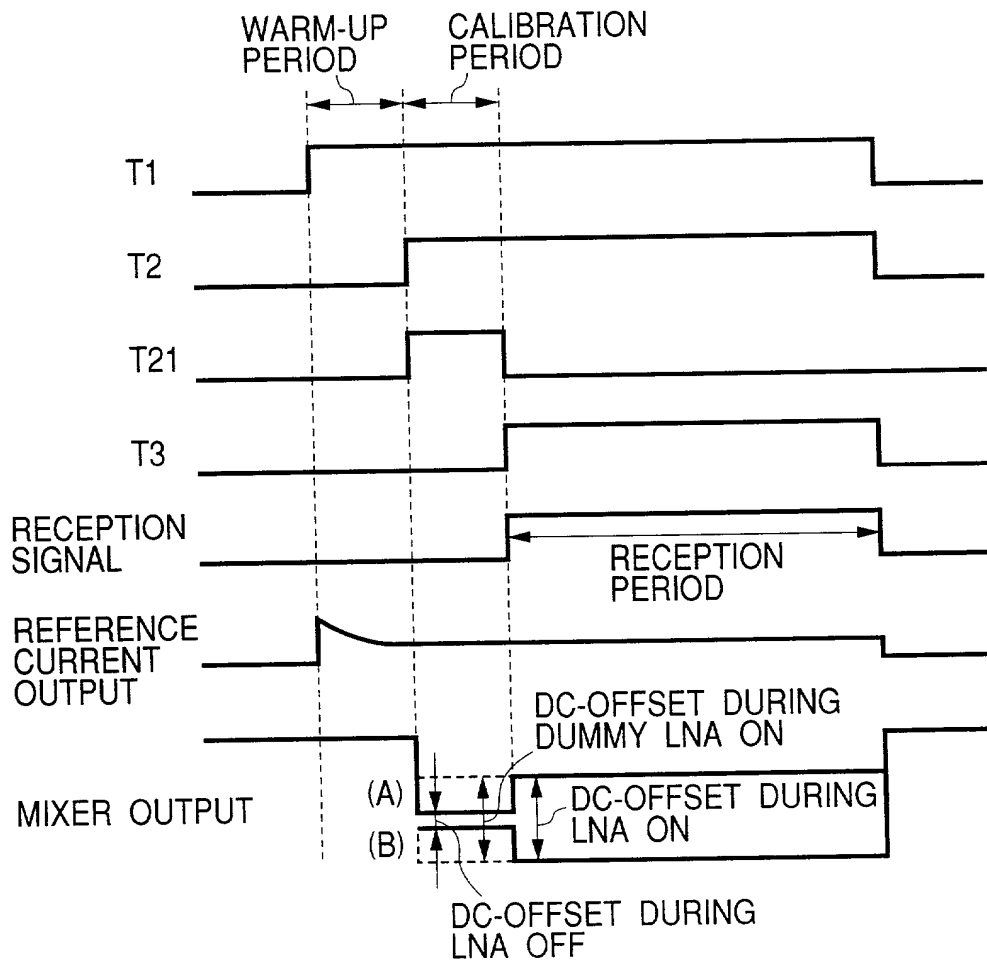 WARM-UP
PERIOD
CALIBRATION
PERIOD
T1
T2
T21
T3
RECEPTION
SIGNAL
RECEPTION
PERIOD
REFERENCE
CURRENT
OUTPUT
DC-OFFSET DURING
DUMMY LNA ON
MIXER OUTPUT
(A)
(B)
DC-OFFSET DURING
LNA ON
DC-OFFSET DURING
LNA OFF